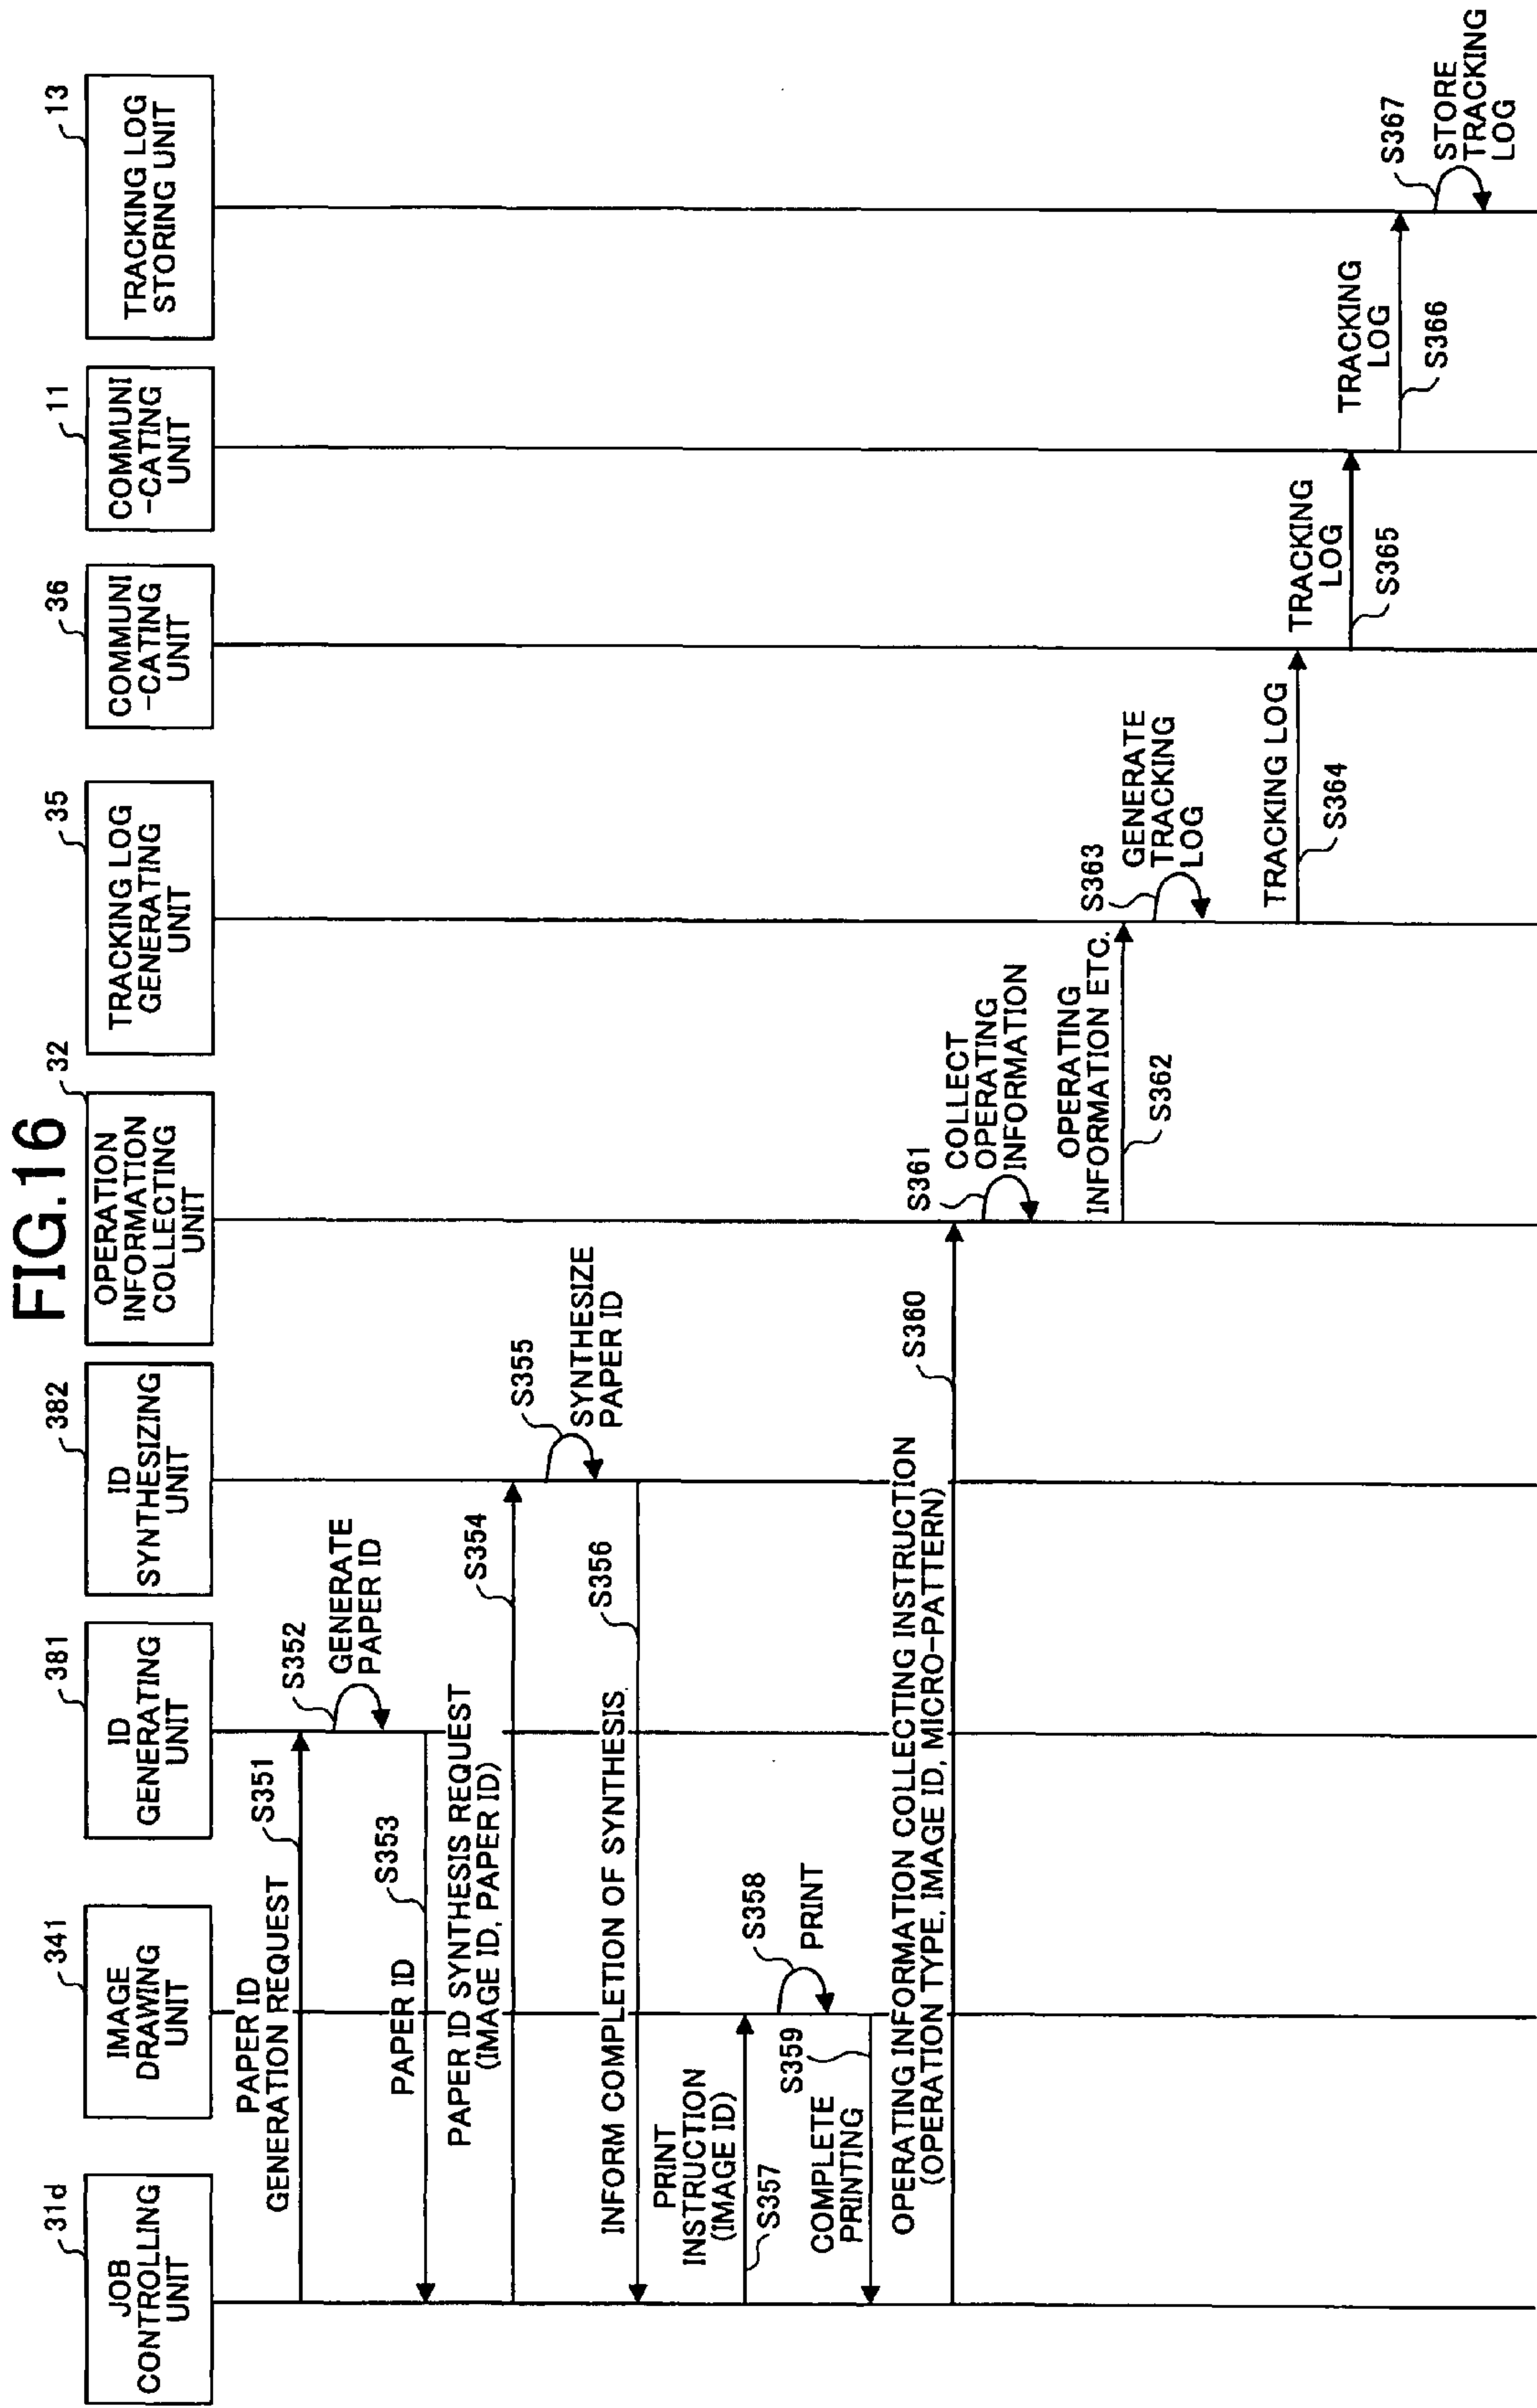 FIG.16
31d
JOB
CONTROLLING
UNIT
341
IMAGE
DRAWING
UNIT
381
ID
GENERATING
UNIT
382
ID
SYNTHESIZING
UNIT
32
OPERATION
INFORMATION
COLLECTING
UNIT
35
TRACKING LOG
GENERATING
UNIT
36
COMMUNI
-CATING
UNIT
11
COMMUNI
-CATING
UNIT
13
TRACKING LOG
STORING UNIT
PAPER ID
GENERATION REQUEST
S351
S352
GENERATE
PAPER ID
PAPER ID
S353
PAPER ID SYNTHESIS REQUEST
(IMAGE ID, PAPER ID)
S354
S355
SYNTHESIZE
PAPER ID
INFORM COMPLETION OF SYNTHESIS
S356
PRINT
INSTRUCTION
(IMAGE ID)
S357
S358
PRINT
COMPLETE
PRINTING
S359
OPERATING INFORMATION COLLECTING INSTRUCTION
(OPERATION TYPE, IMAGE ID, MICRO-PATTERN)
S360
S361
COLLECT
OPERATING
INFORMATION
OPERATING
INFORMATION ETC.
S362
S363
GENERATE
TRACKING
LOG
TRACKING LOG
S364
TRACKING
LOG
S365
TRACKING
LOG
S366
S367
STORE
TRACKING
LOG